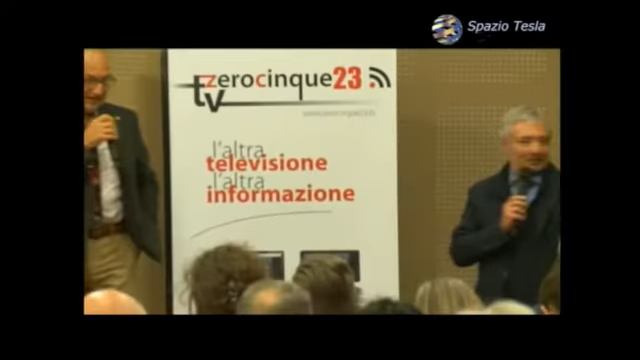 Spazio Tesla
tv zerocinque23
l'altra
televisione
l'altra
informazione